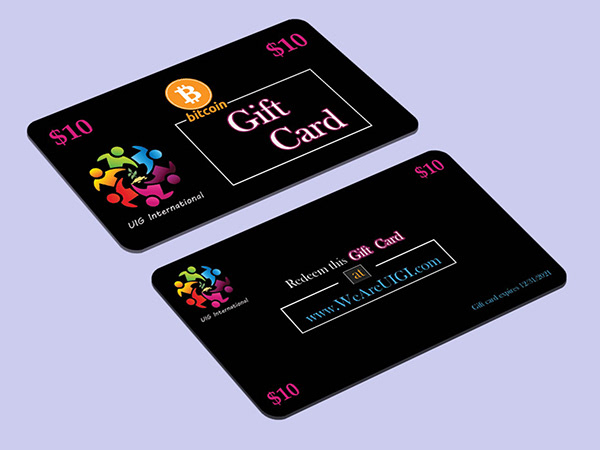 $10
$10
bitcoin
Gift
Card
UIG International
$10
Redeem this Gift Card
at
www.WeAreUIGI.com
UIG International
Gift card expires 12/31/2021
$10